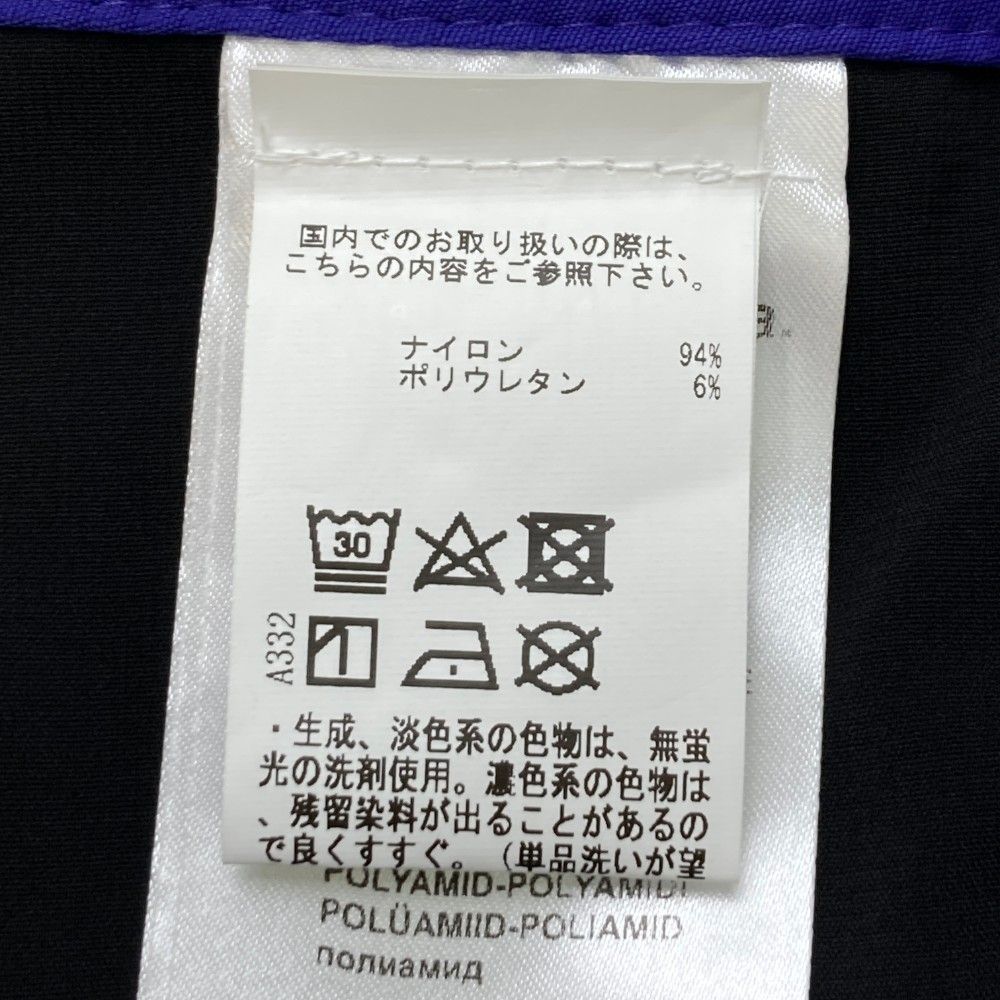 国内でのお取り扱いの際は、
こちらの内容をご参照下さい。
ナイロン 94%
ポリウレタン 6%
30
A332
・生成、淡色系の色物は、無蛍
光の洗剤使用。濃色系の色物は
、残留染料が出ることがあるの
で良くすすぐ。（単品洗いが望
POLYAMID-POLYAMIDI
POLÜAMIID-POLIAMID
полиамид